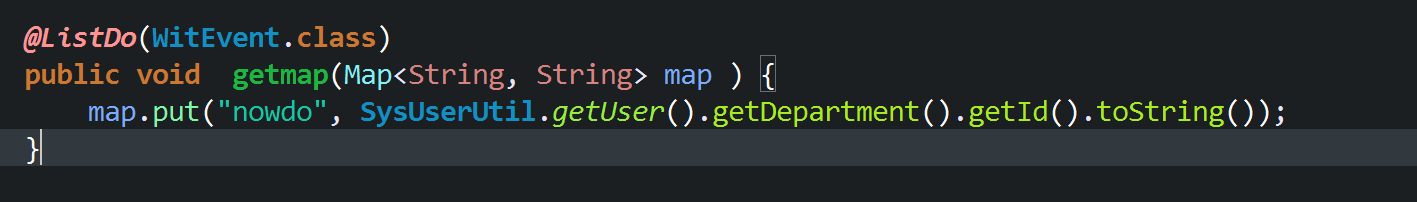 @ListDo(WitEvent.class)
public void  getmap(Map<String, String> map ) {
    map.put("nowdo", SysUserUtil.getUser().getDepartment().getId().toString());
}